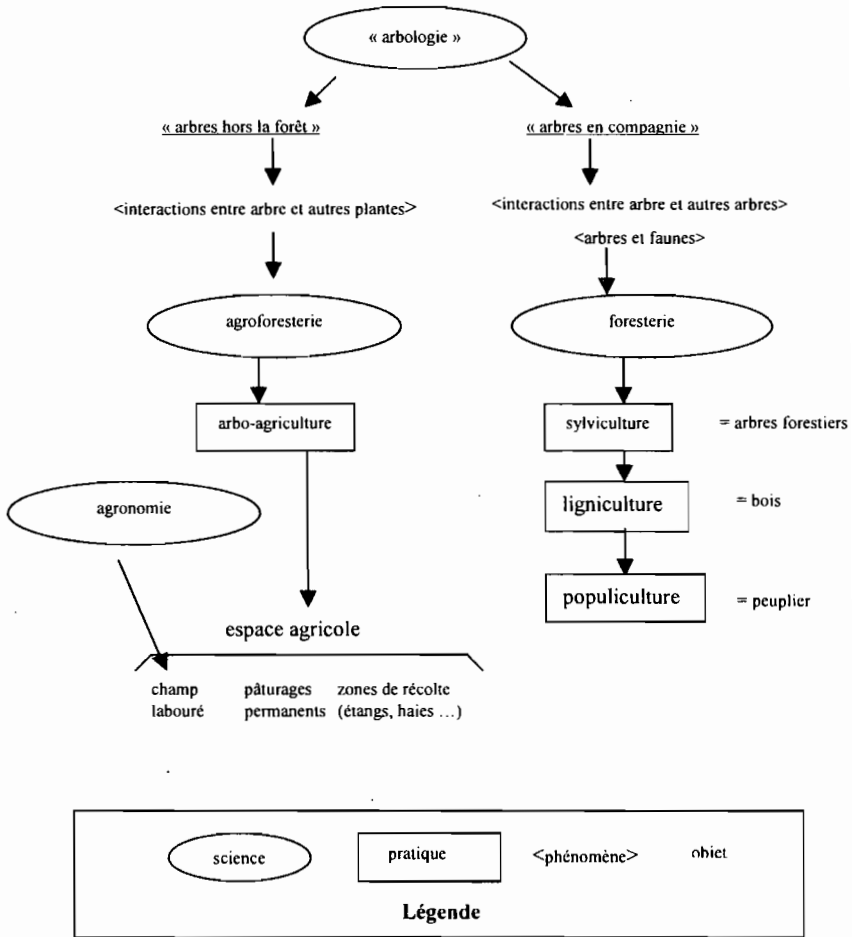 « arbologie »
« arbres hors la forêt »
« arbres en compagnie »
<interactions entre arbre et autres plantes>
<interactions entre arbre et autres arbres>
<arbres et faunes>
agroforesterie
foresterie
arbo-agriculture
sylviculture
= arbres forestiers
agronomie
ligniculture
= bois
populiculture
= peuplier
espace agricole
champ
labouré
pâturages
permanents
zones de récolte
(étangs, haies ...)
science
pratique
<phénomène>
objet
Légende